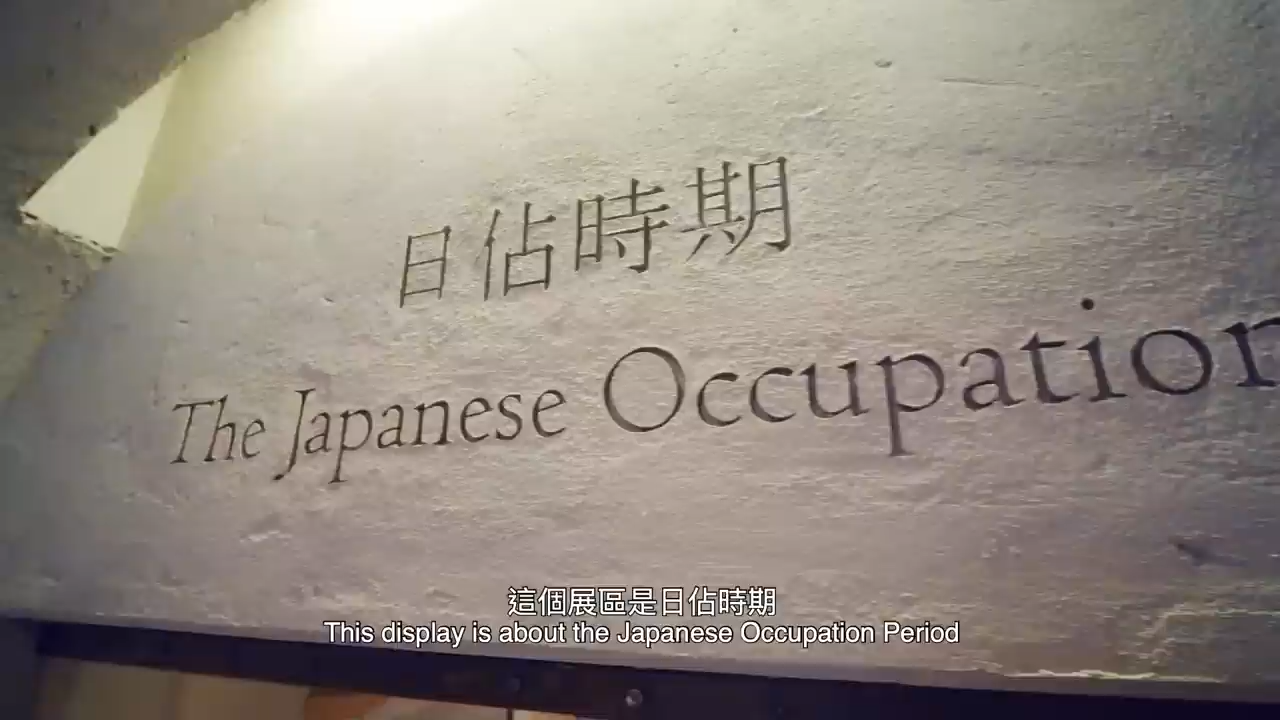 日佔時期
The Japanese Occupation
這個展區是日佔時期
This display is about the Japanese Occupation Period